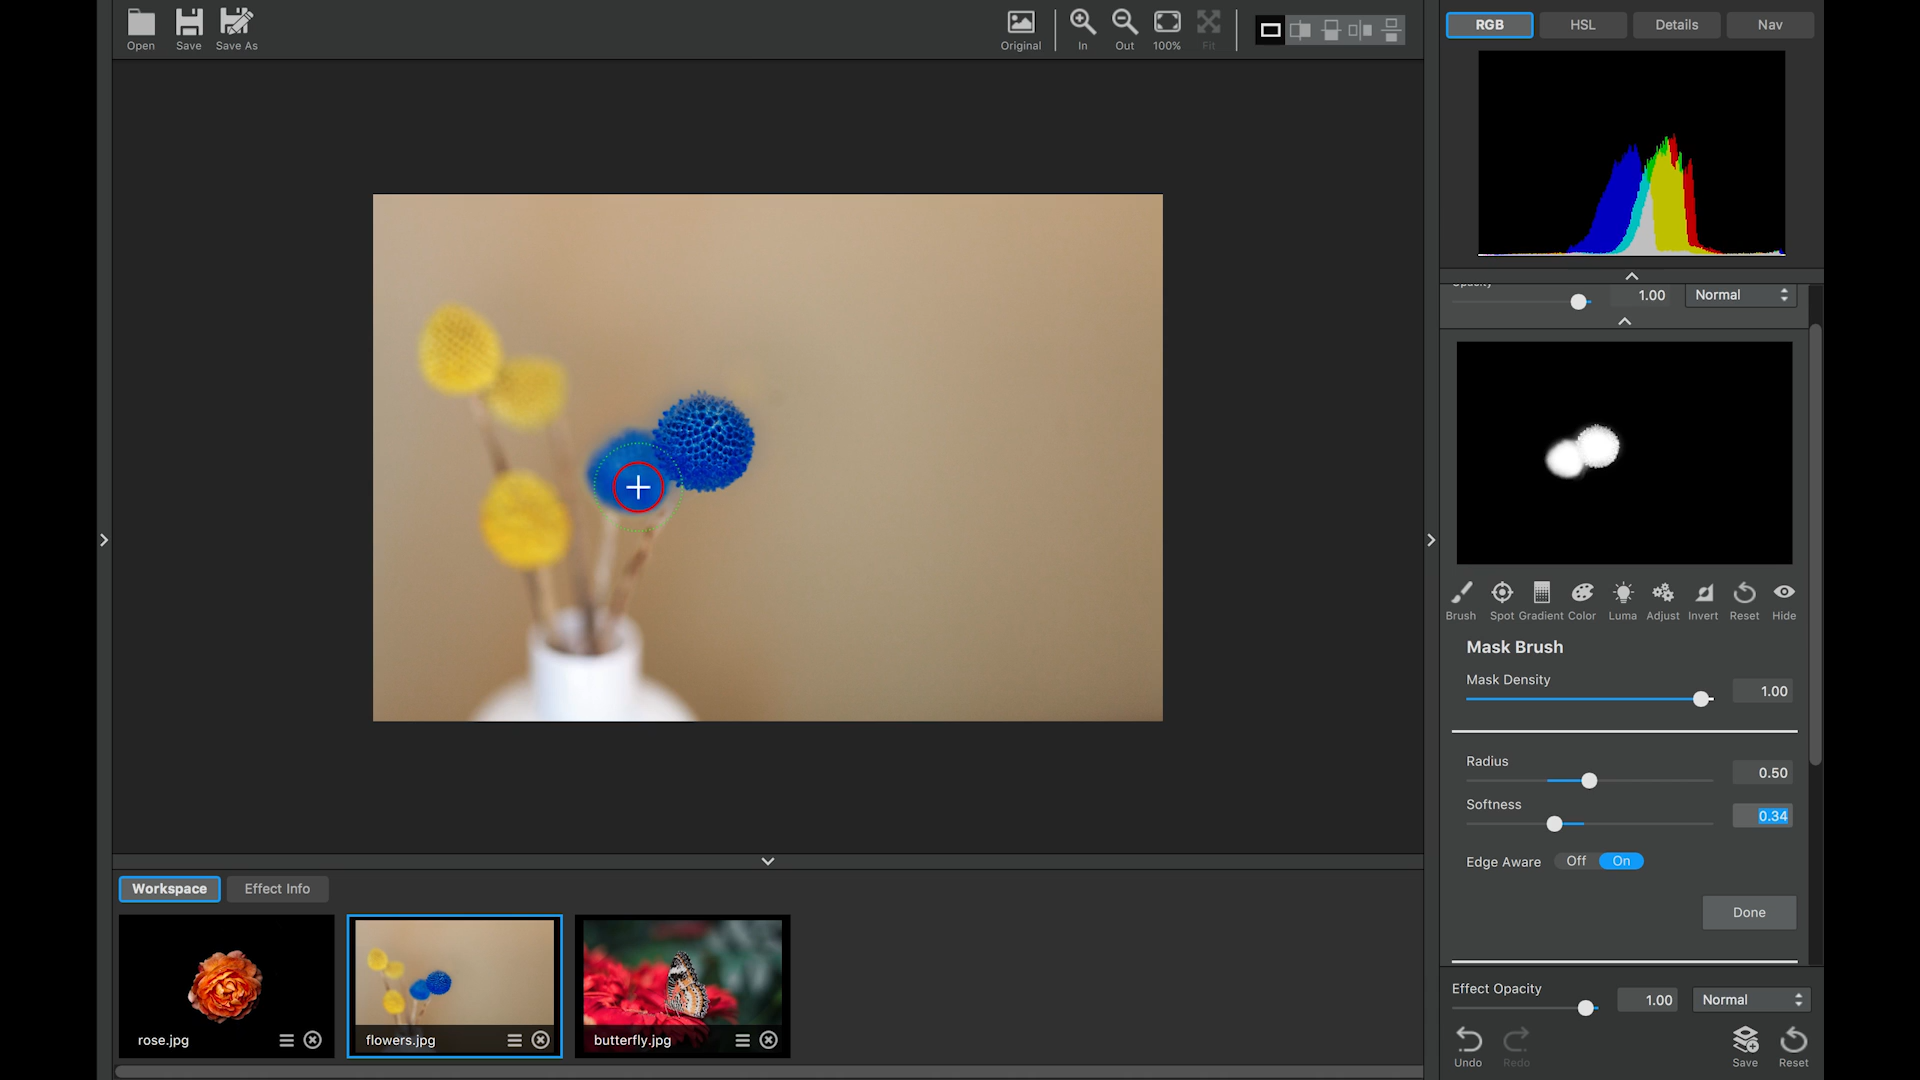 Open
Save
Save As
Original
In
Out
100%
Fit
RGB
HSL
Details
Nav
Opacity
1.00
Normal
Brush
Spot
Gradient
Color
Luma
Adjust
Invert
Reset
Hide
Mask Brush
Mask Density
1.00
Radius
0.50
Softness
0.34
Edge Aware
Off
On
Done
Workspace
Effect Info
rose.jpg
flowers.jpg
butterfly.jpg
Effect Opacity
1.00
Normal
Undo
Redo
Save
Reset